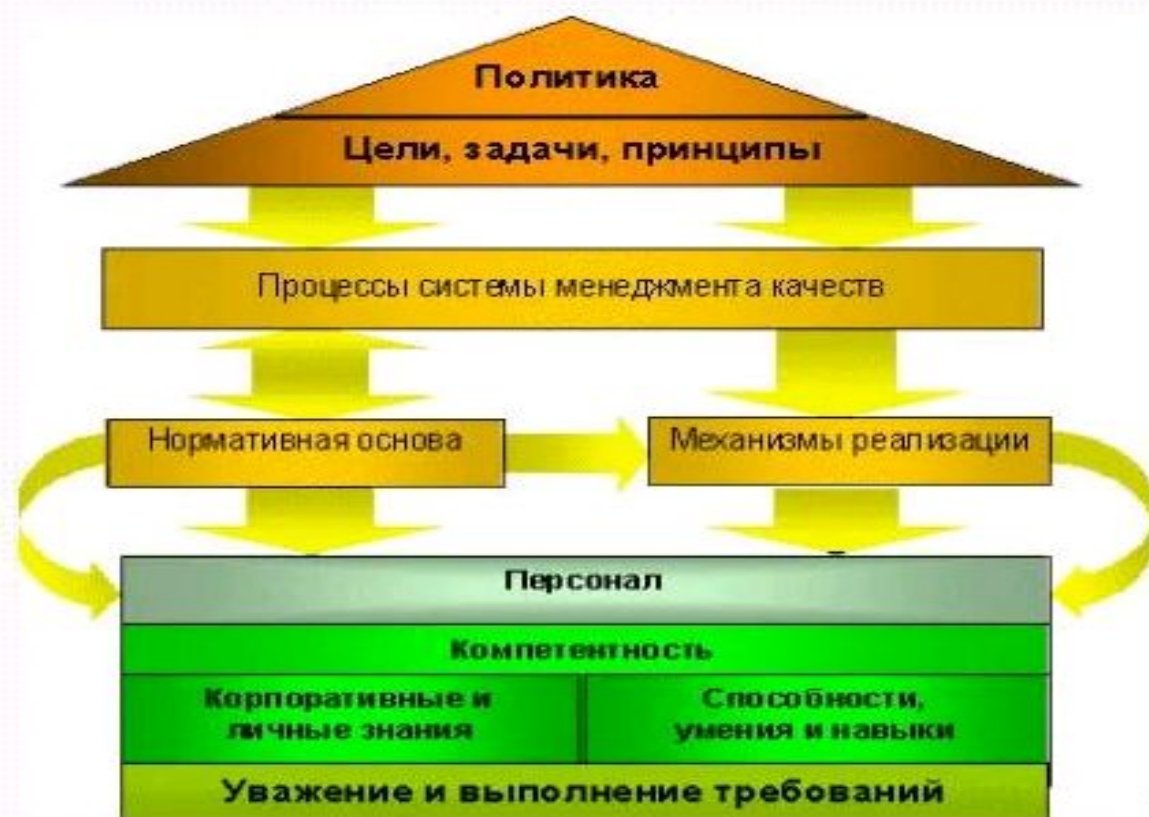 Политика
Цели, задачи, принципы
Процессы системы менеджмента качеств
Нормативная основа
Механизмы реализации
Персонал
Компетентность
Корпоративные и
личные знания
Способности,
умения и навыки
Уважение и выполнение требований